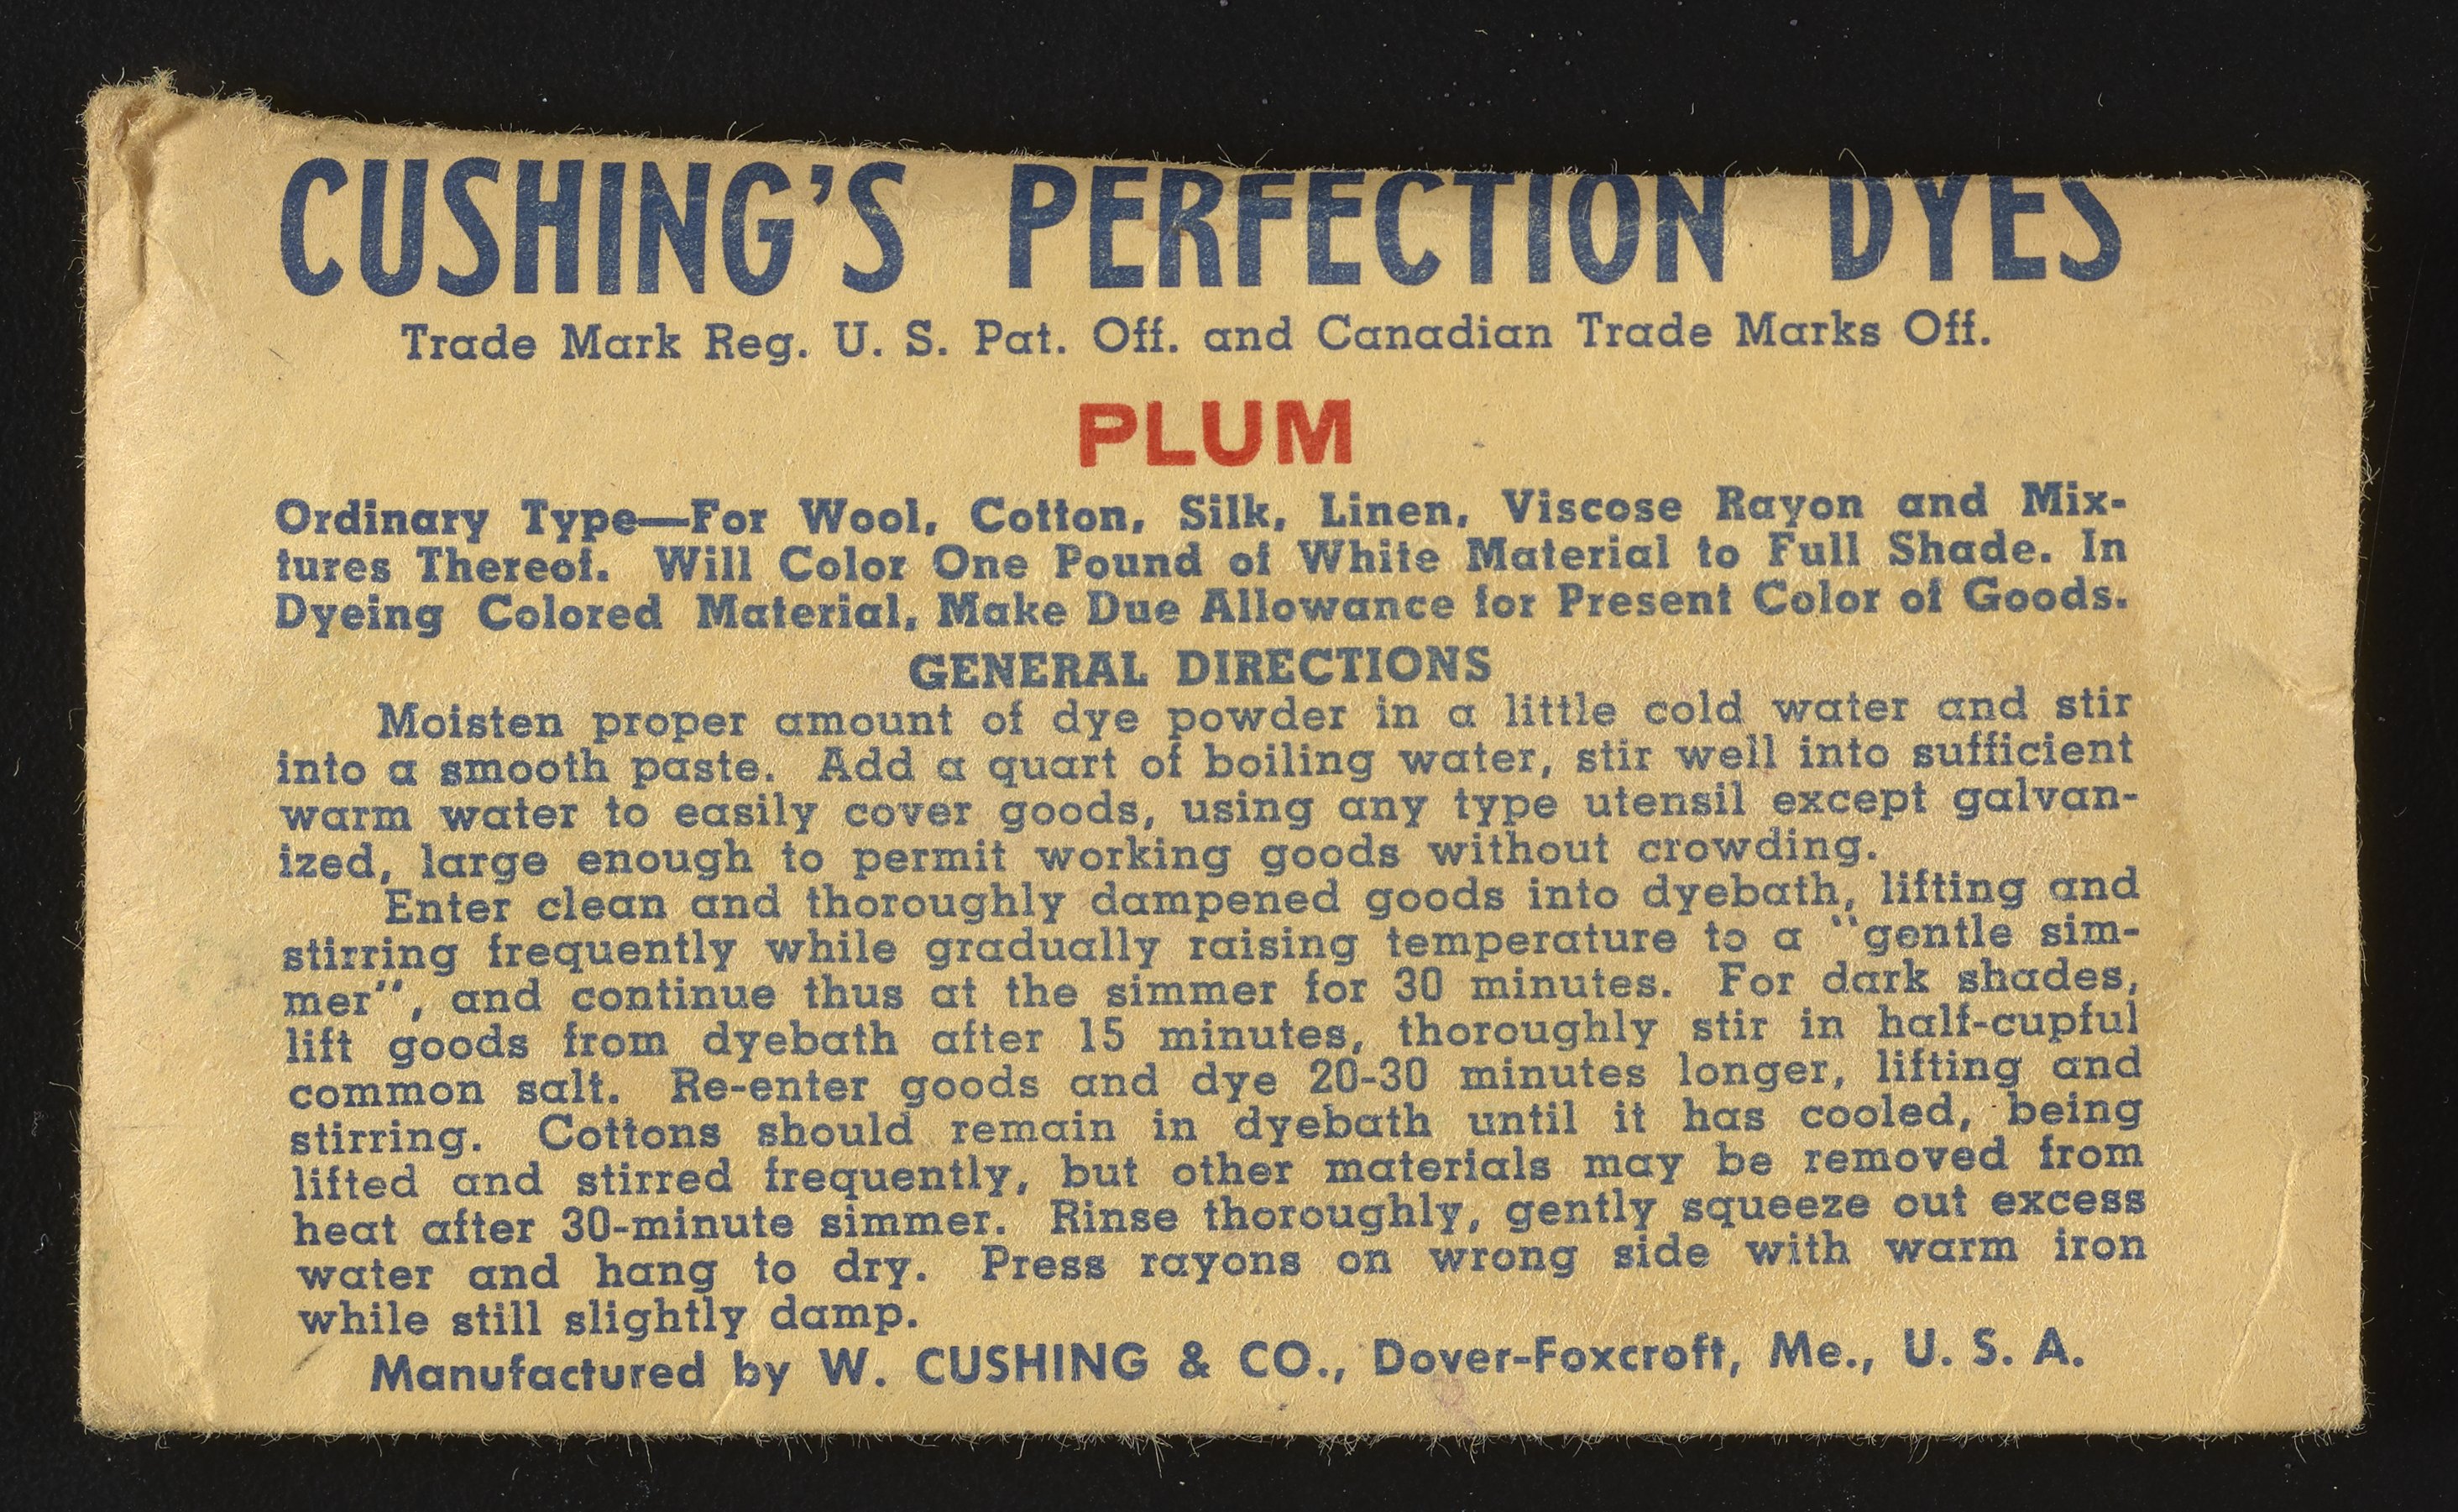 CUSHING'S PERFECTION DYES
Trade Mark Reg. U. S. Pat. Off. and Canadian Trade Marks Off.
PLUM
Ordinary Type—For Wool, Cotton, Silk, Linen, Viscose Rayon and Mix-
tures Thereof. Will Color One Pound of White Material to Full Shade. In
Dyeing Colored Material, Make Due Allowance for Present Color of Goods.
GENERAL DIRECTIONS
Moisten proper amount of dye powder in a little cold water and stir
into a smooth paste. Add a quart of boiling water, stir well into sufficient
warm water to easily cover goods, using any type utensil except galvan-
ized, large enough to permit working goods without crowding.
Enter clean and thoroughly dampened goods into dyebath, lifting and
stirring frequently while gradually raising temperature to a "gentle sim-
mer", and continue thus at the simmer for 30 minutes. For dark shades,
lift goods from dyebath after 15 minutes, thoroughly stir in half-cupful
common salt. Re-enter goods and dye 20-30 minutes longer, lifting and
stirring. Cottons should remain in dyebath until it has cooled, being
lifted and stirred frequently, but other materials may be removed from
heat after 30-minute simmer. Rinse thoroughly, gently squeeze out excess
water and hang to dry. Press rayons on wrong side with warm iron
while still slightly damp.
Manufactured by W. CUSHING & CO., Dover-Foxcroft, Me., U. S. A.